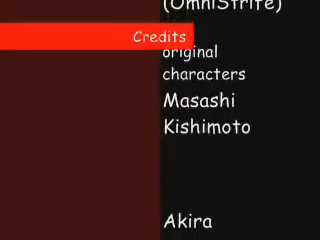 (OmniStrife)
Credits
original
characters
Masashi
Kishimoto
Akira